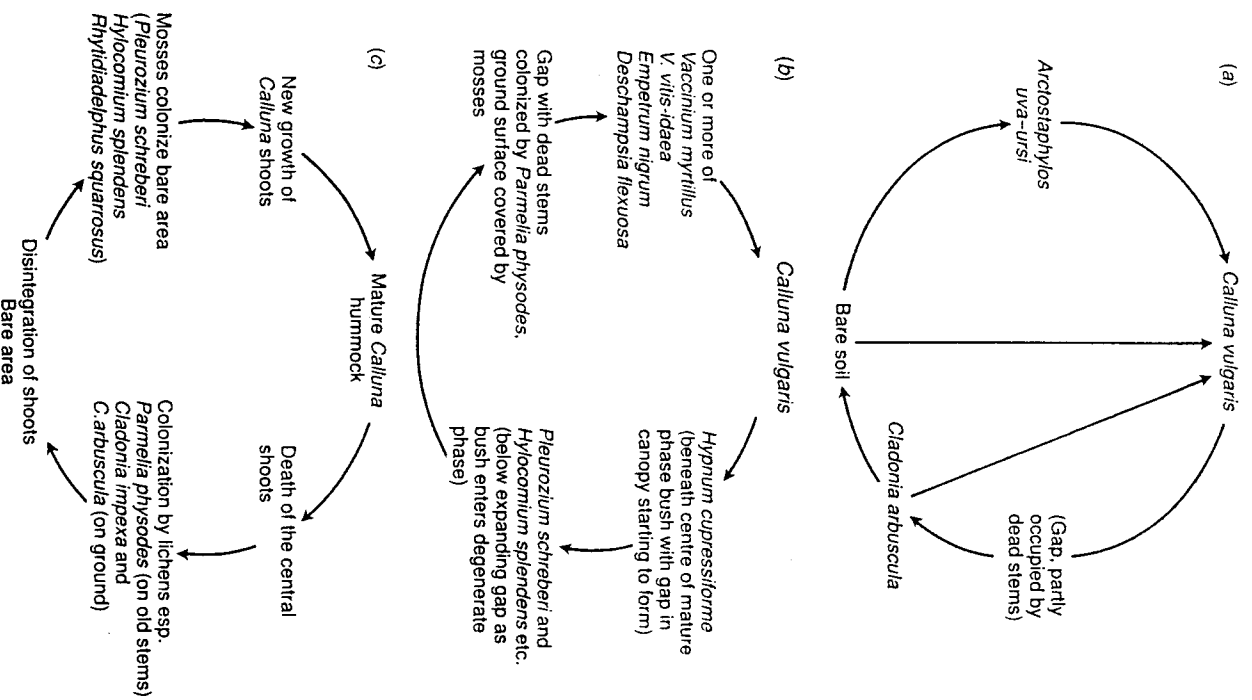 (a)
Calluna vulgaris
Arctostaphylos
uva-ursi
(Gap, partly
occupied by
dead stems)
Cladonia arbuscula
Bare soil
(b)
Calluna vulgaris
One or more of
Vaccinium myrtillus
V. vitis-idaea
Empetrum nigrum
Deschampsia flexuosa
Hypnum cupressiforme
(beneath centre of mature
phase bush with gap in
canopy starting to form)
Gap with dead stems
colonized by Parmelia physodes,
ground surface covered by
mosses
Pleurozium schreberi and
Hylocomium splendens etc.
(below expanding gap as
bush enters degenerate
phase)
(c)
Mature Calluna
hummock
New growth of
Calluna shoots
Death of the central
shoots
Mosses colonize bare area
(Pleurozium schreberi
Hylocomium splendens
Rhytidiadelphus squarrosus)
Colonization by lichens esp.
Parmelia physodes (on old stems)
Cladonia impexa and
C.arbuscula (on ground)
Disintegration of shoots
Bare area